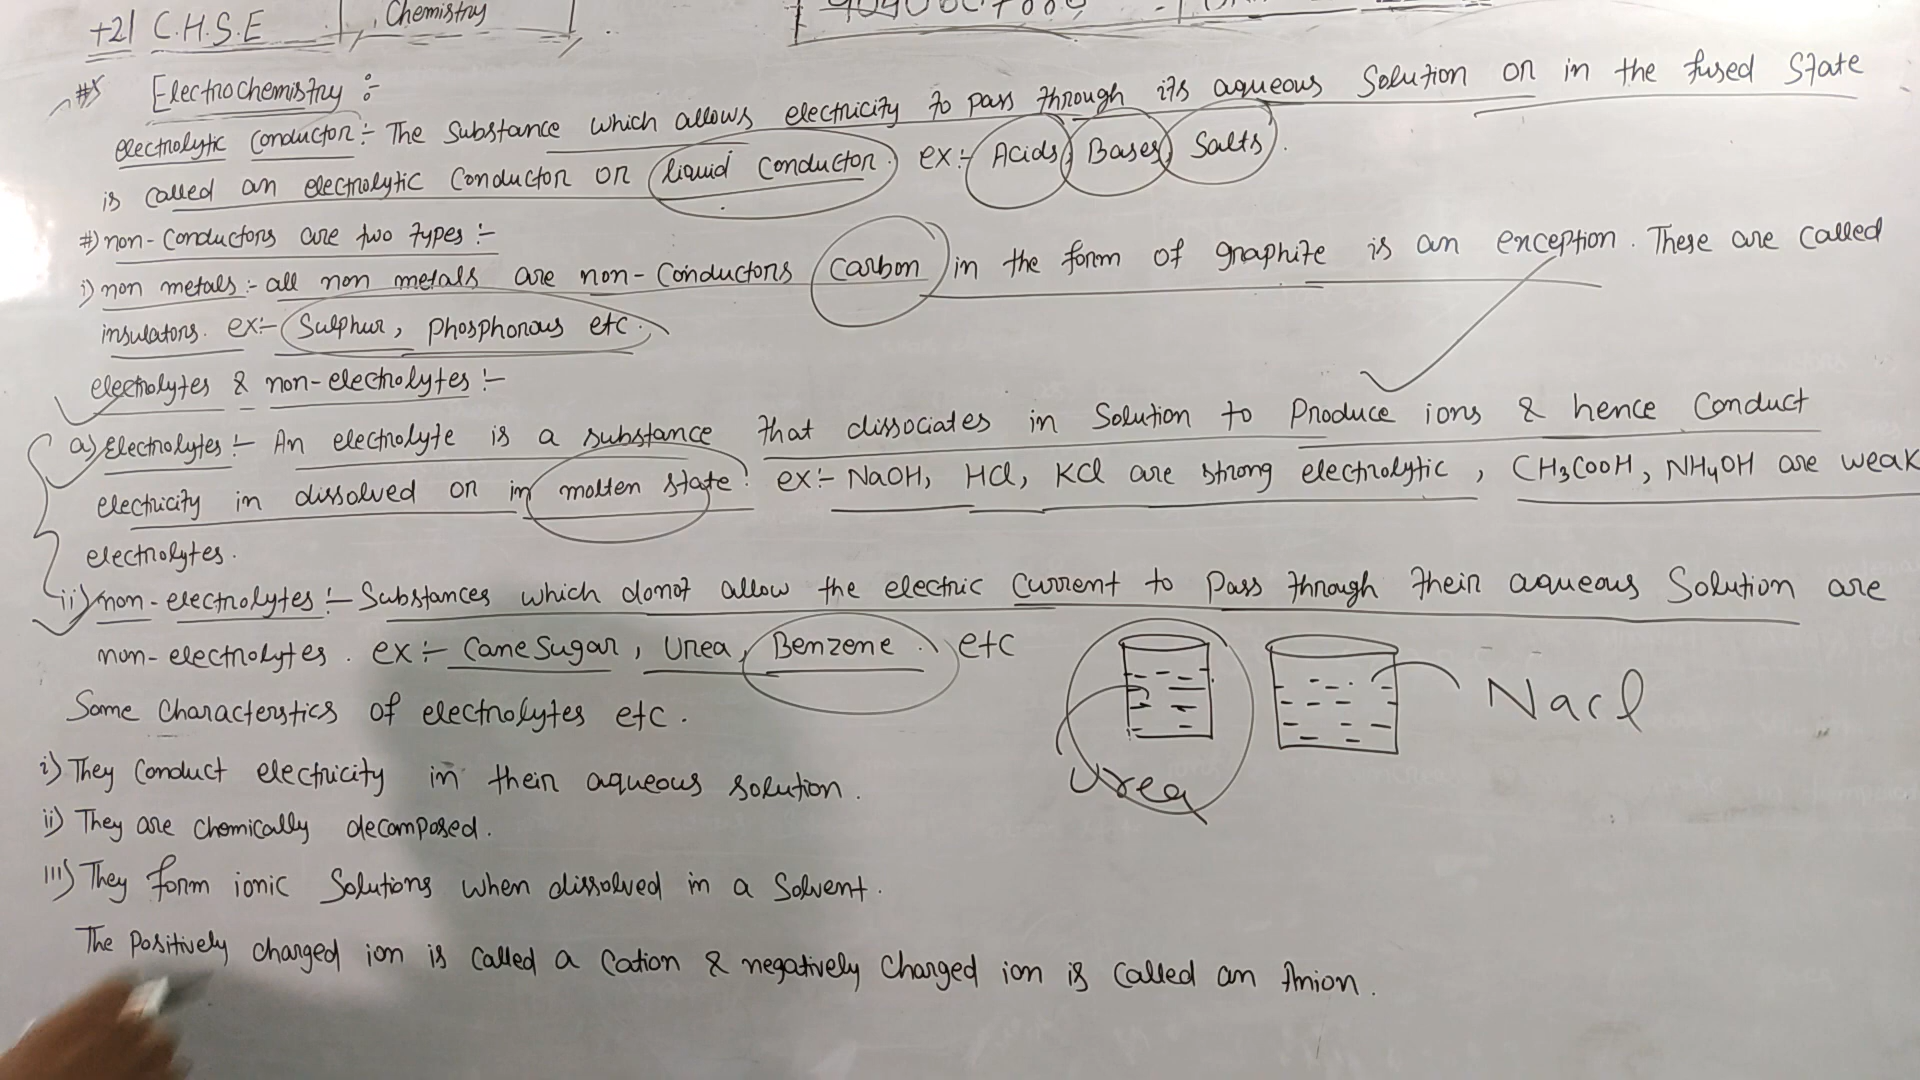 +21 C.H.S.E , Chemistry
Electrochemistry :-
electrolytic conductor :- The substance which allows electricity to pass through its aqueous Solution or in the fused State
is called an electrolytic conductor or liquid conductor. ex:- Acids, Bases, Salts.
#) non-conductors are two types :-
i) non metals :- all non metals are non-conductors carbon in the form of graphite is an exception. These are called
insulators. ex:- Sulphur, phosphorous etc.
electrolytes & non-electrolytes :-
a) Electrolytes :- An electrolyte is a substance that dissociates in Solution to Produce ions & hence Conduct
electricity in dissolved or in molten state. ex:- NaOH, HCl, KCl are strong electrolytic, CH3COOH, NH4OH are weak
electrolytes.
ii) non-electrolytes :- Substances which donot allow the electric current to pass through their aqueous Solution are
non-electrolytes. ex:- Cane Sugar, Urea, Benzene. etc
Urea
Nacl
Some characterstics of electrolytes etc.
i) They conduct electricity in their aqueous solution.
ii) They are chemically decomposed.
iii) They form ionic Solutions when dissolved in a Solvent.
The positively charged ion is called a Cation & negatively charged ion is called an Anion.